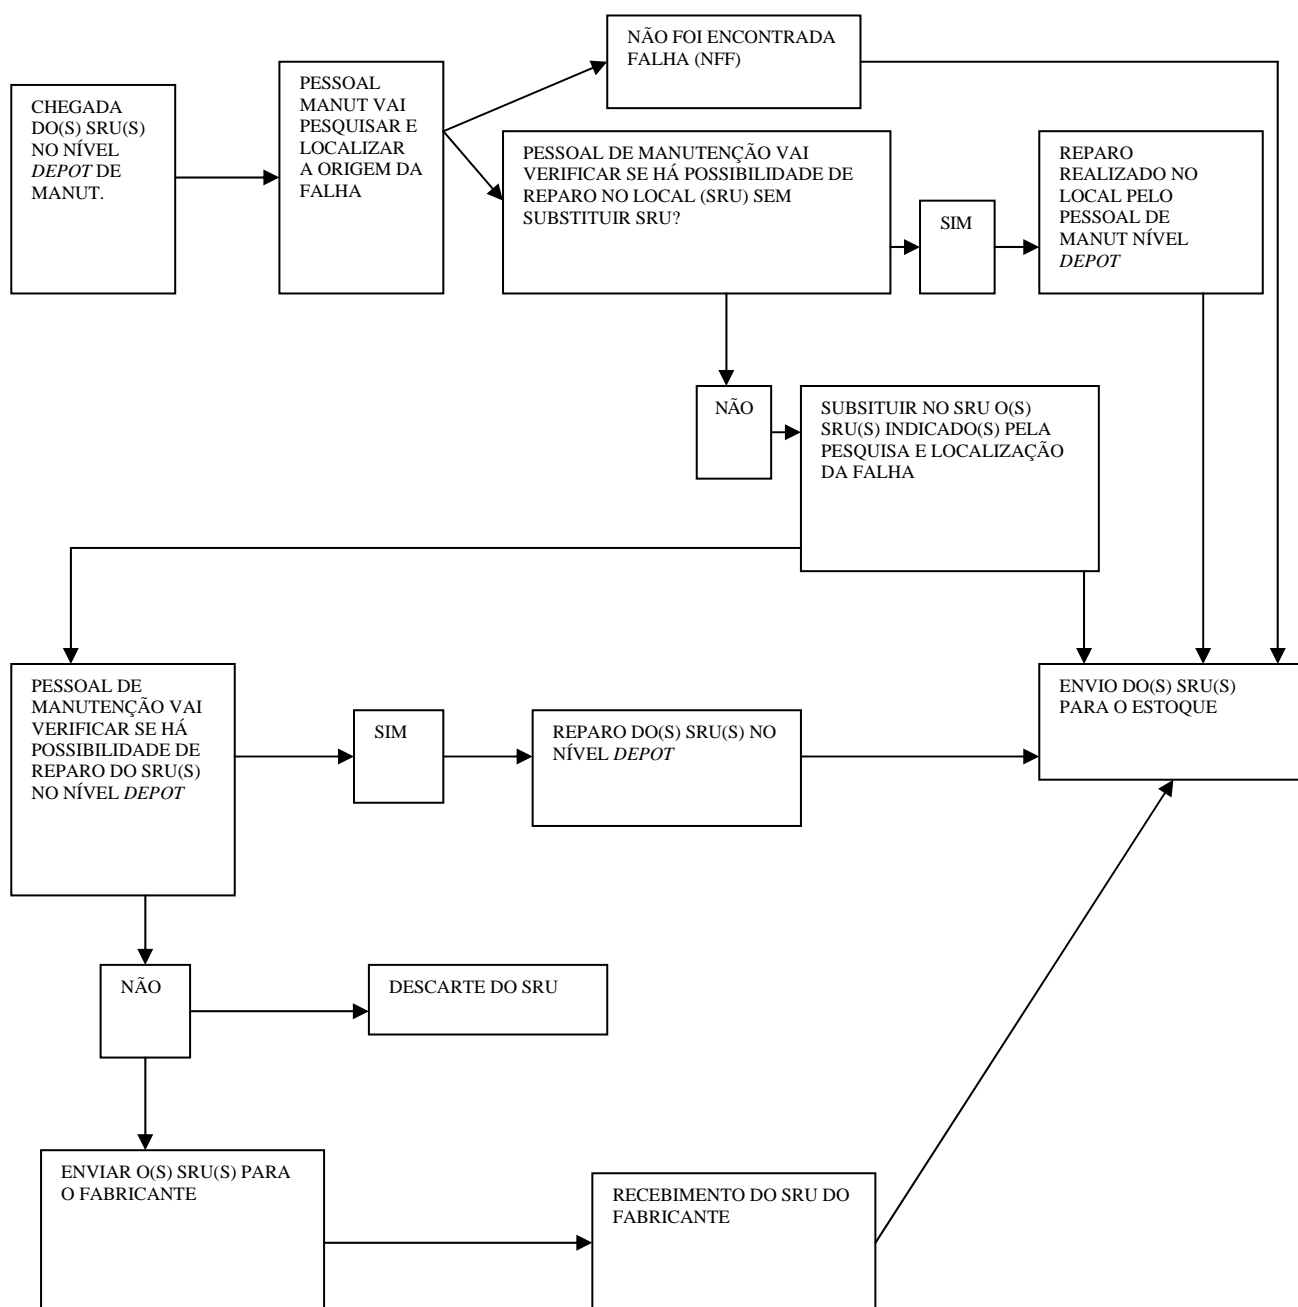 NÃO FOI ENCONTRADA
FALHA (NFF)
CHEGADA
DO(S) SRU(S)
NO NÍVEL
DEPOT DE
MANUT.
PESSOAL
MANUT VAI
PESQUISAR E
LOCALIZAR
A ORIGEM DA
FALHA
PESSOAL DE MANUTENÇÃO VAI
VERIFICAR SE HÁ POSSIBILIDADE DE
REPARO NO LOCAL (SRU) SEM
SUBSTITUIR SRU?
SIM
REPARO
REALIZADO NO
LOCAL PELO
PESSOAL DE
MANUT NÍVEL
DEPOT
NÃO
SUBSITUIR NO SRU O(S)
SRU(S) INDICADO(S) PELA
PESQUISA E LOCALIZAÇÃO
DA FALHA
PESSOAL DE
MANUTENÇÃO VAI
VERIFICAR SE HÁ
POSSIBILIDADE DE
REPARO DO SRU(S)
NO NÍVEL DEPOT
SIM
REPARO DO(S) SRU(S) NO
NÍVEL DEPOT
ENVIO DO(S) SRU(S)
PARA O ESTOQUE
NÃO
DESCARTE DO SRU
ENVIAR O(S) SRU(S) PARA
O FABRICANTE
RECEBIMENTO DO SRU DO
FABRICANTE